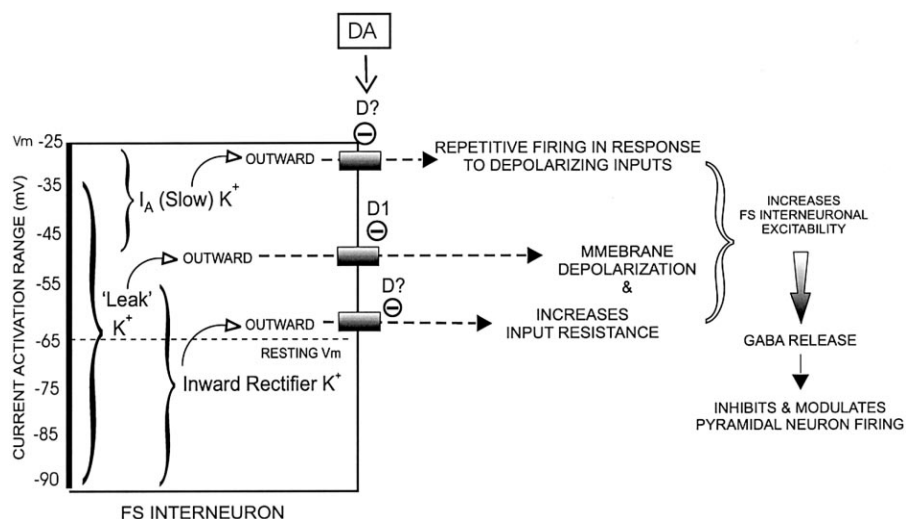 DA
D?
⊖
Vm -25
-35
-45
-55
-65
-75
-85
-90
CURRENT ACTIVATION RANGE (mV)
I_A (Slow) K⁺
OUTWARD
REPETITIVE FIRING IN RESPONSE
TO DEPOLARIZING INPUTS
D1
⊖
'Leak'
K⁺
OUTWARD
MMEBRANE
DEPOLARIZATION
&
INCREASES
INPUT RESISTANCE
D?
⊖
OUTWARD
RESTING Vm
Inward Rectifier K⁺
FS INTERNEURON
INCREASES
FS INTERNEURONAL
EXCITABILITY
GABA RELEASE
INHIBITS & MODULATES
PYRAMIDAL NEURON FIRING